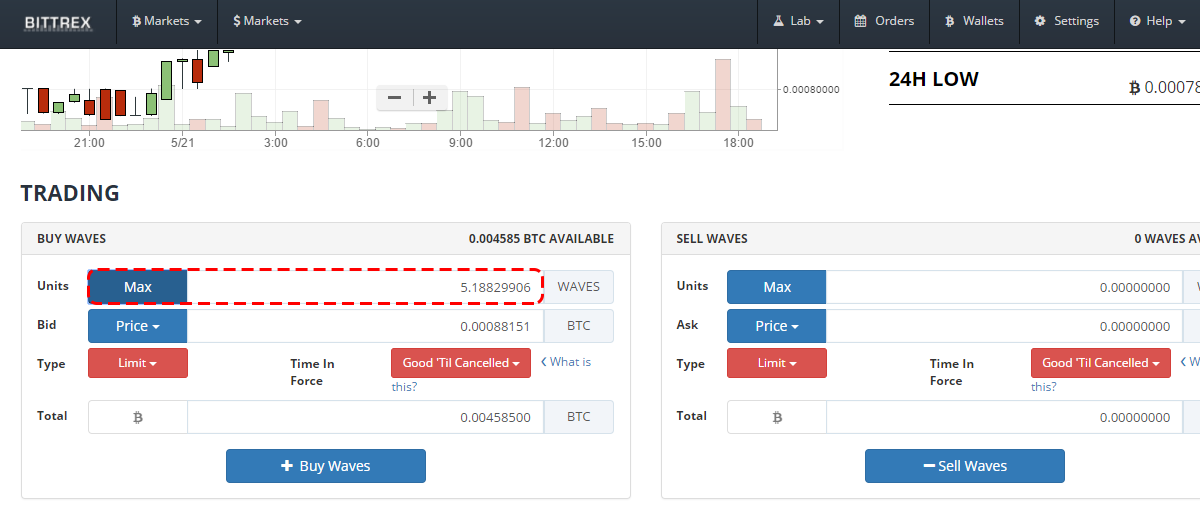 BITTREX ฿ Markets $ Markets Lab Orders ฿ Wallets Settings Help
0.00080000
24H LOW
฿ 0.00078
21:00 5/21 3:00 6:00 9:00 12:00 15:00 18:00
TRADING
BUY WAVES 0.004585 BTC AVAILABLE
Units Max 5.18829906 WAVES
Bid Price 0.00088151 BTC
Type Limit Time In Force Good 'Til Cancelled What is this?
Total ฿ 0.00458500 BTC
+ Buy Waves
SELL WAVES 0 WAVES AV
Units Max 0.00000000
Ask Price 0.00000000
Type Limit Time In Force Good 'Til Cancelled W this?
Total ฿ 0.00000000
− Sell Waves